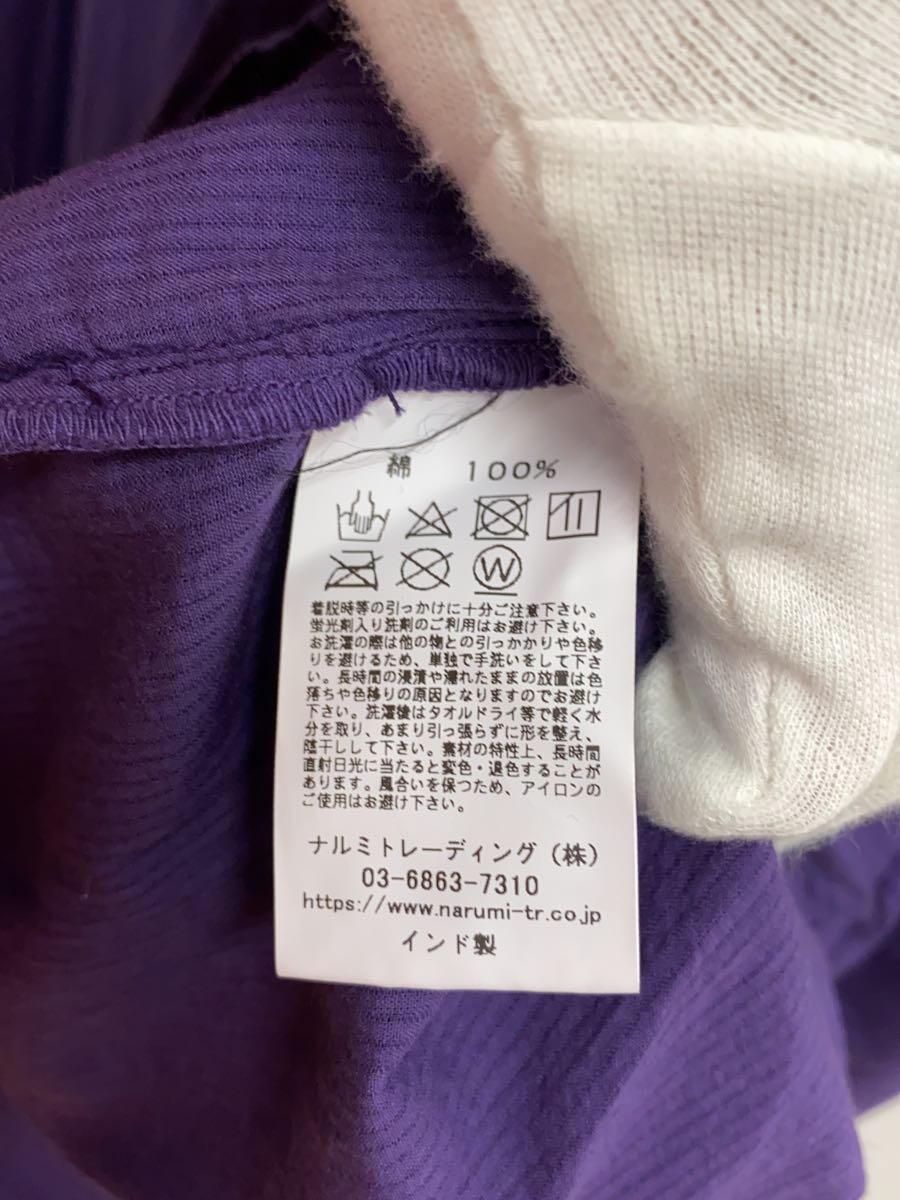 綿 100%
W
着脱時等の引っかけに十分ご注意下さい。
蛍光剤入り洗剤のご利用はお避け下さい。
お洗濯の際は他の物との引っかかりや色移
りを避けるため、単独で手洗いをして下さ
い。長時間の浸漬や濡れたままの放置は色
落ちや色移りの原因となりますのでお避け
下さい。洗濯後はタオルドライ等で軽く水
分を取り、あまり引っ張らずに形を整え、
陰干しして下さい。素材の特性上、長時間
直射日光に当たると変色・退色することが
あります。風合いを保つため、アイロンの
ご使用はお避け下さい。
ナルミトレーディング(株)
03-6863-7310
https://www.narumi-tr.co.jp
インド製